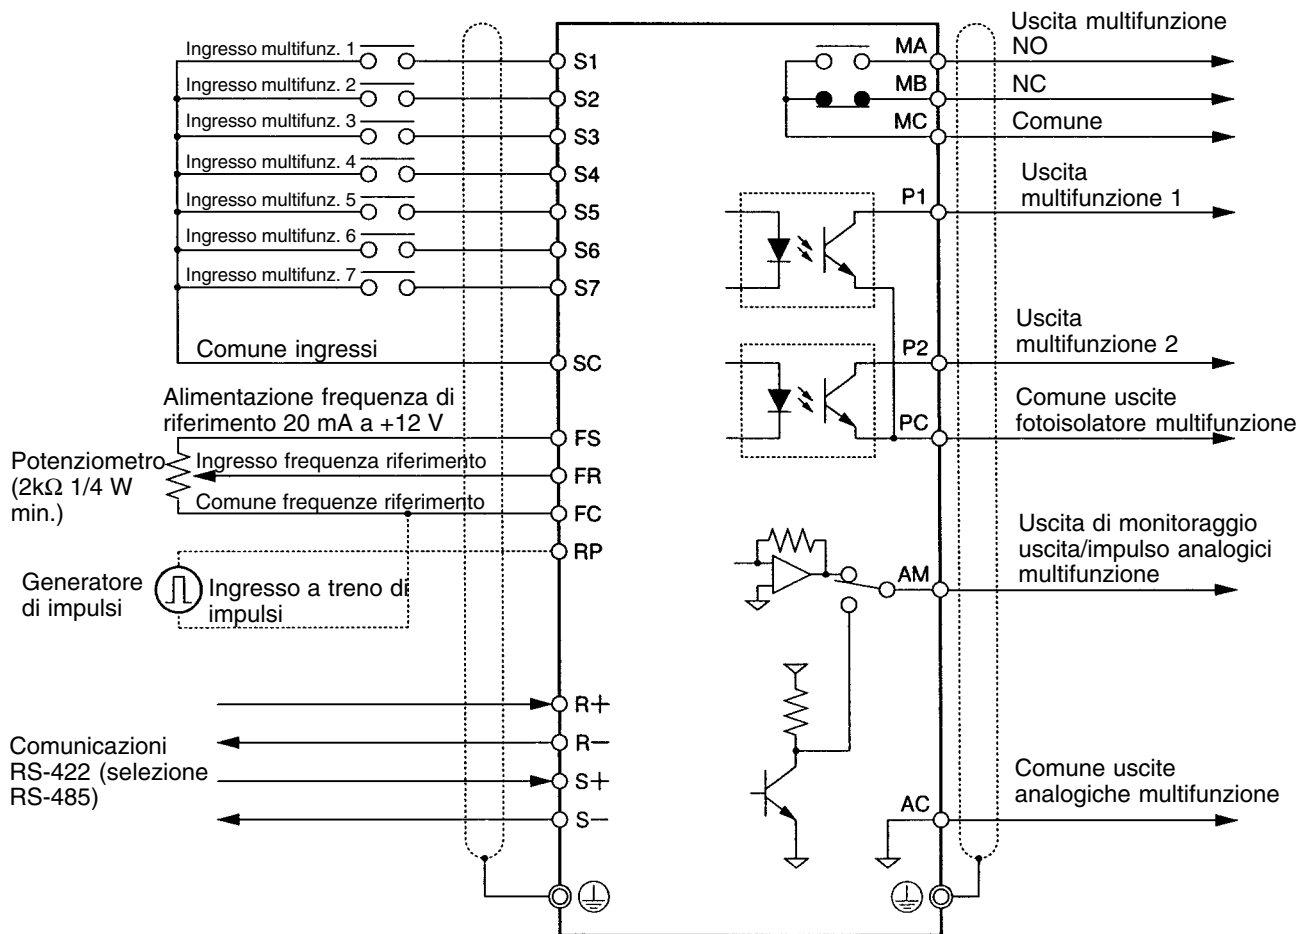 Ingresso multifunz. 1
Ingresso multifunz. 2
Ingresso multifunz. 3
Ingresso multifunz. 4
Ingresso multifunz. 5
Ingresso multifunz. 6
Ingresso multifunz. 7
Comune ingressi
Alimentazione frequenza di
riferimento 20 mA a +12 V
Potenziometro
(2kΩ 1/4 W
min.)
Ingresso frequenza riferimento
Comune frequenze riferimento
Generatore
di impulsi
Ingresso a treno di
impulsi
Comunicazioni
RS-422 (selezione
RS-485)
S1
S2
S3
S4
S5
S6
S7
SC
FS
FR
FC
RP
R+
R−
S+
S−
MA
MB
MC
P1
P2
PC
AM
AC
Uscita multifunzione
NO
NC
Comune
Uscita
multifunzione 1
Uscita
multifunzione 2
Comune uscite
fotoisolatore multifunzione
Uscita di monitoraggio
uscita/impulso analogici
multifunzione
Comune uscite
analogiche multifunzione